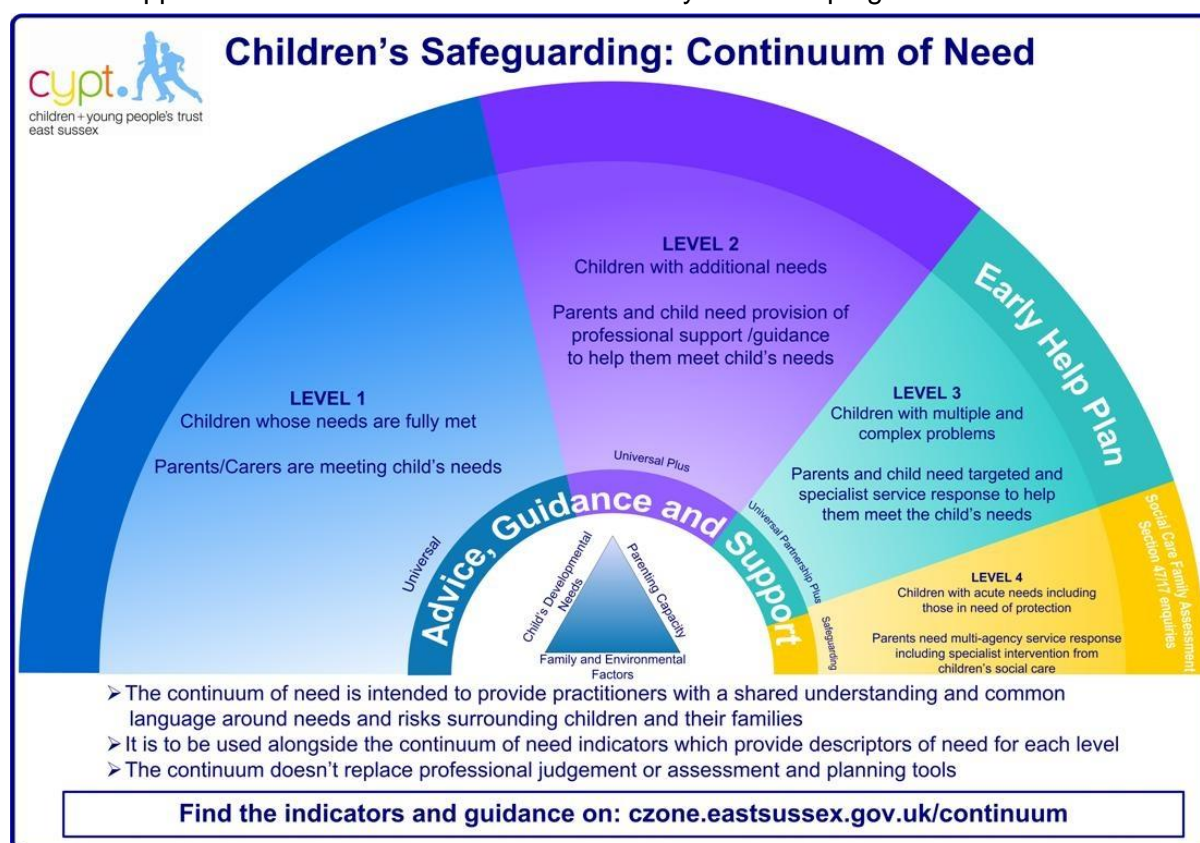 Children's Safeguarding: Continuum of Need
cypt.
children + young people's trust
east sussex
LEVEL 1
Children whose needs are fully met
Parents/Carers are meeting child's needs
LEVEL 2
Children with additional needs
Parents and child need provision of
professional support /guidance
to help them meet child's needs
Early Help Plan
LEVEL 3
Children with multiple and
complex problems
Parents and child need targeted and
specialist service response to help
them meet the child's needs
Social Care Family Assessment
Section 47/17 enquiries
LEVEL 4
Children with acute needs including
those in need of protection
Parents need multi-agency service response
including specialist intervention from
children's social care
Universal
Universal Plus
Universal Partnership Plus
Safeguarding
Advice, Guidance and Support
Child's Developmental
Needs
Parenting Capacity
Family and Environmental
Factors
➢ The continuum of need is intended to provide practitioners with a shared understanding and common
language around needs and risks surrounding children and their families
➢ It is to be used alongside the continuum of need indicators which provide descriptors of need for each level
➢ The continuum doesn't replace professional judgement or assessment and planning tools
Find the indicators and guidance on: czone.eastsussex.gov.uk/continuum